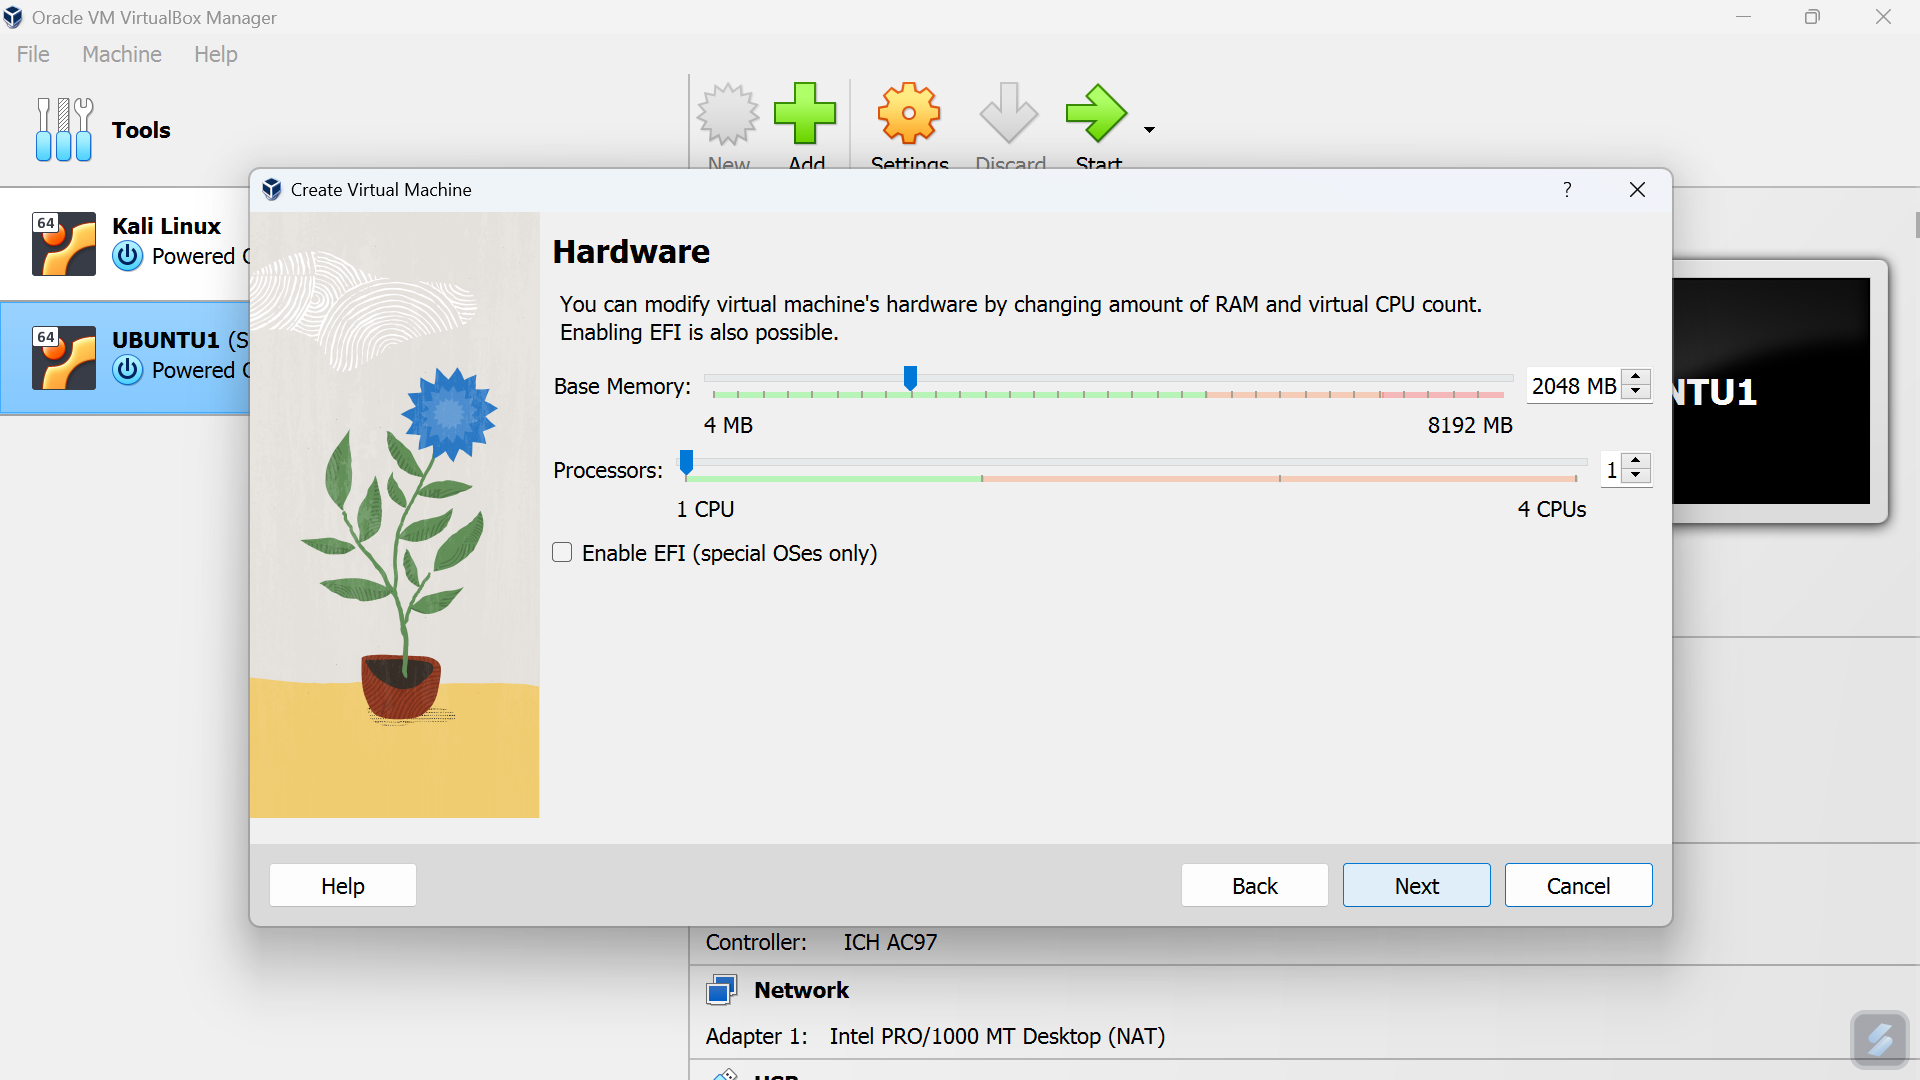 Oracle VM VirtualBox Manager
File Machine Help
Tools
New Add Settings Discard Start
64 Kali Linux
Powered
64 UBUNTU1 (S
Powered
Create Virtual Machine
?
Hardware
You can modify virtual machine's hardware by changing amount of RAM and virtual CPU count.
Enabling EFI is also possible.
Base Memory: 2048 MB
4 MB 8192 MB
Processors: 1
1 CPU 4 CPUs
Enable EFI (special OSes only)
NTU1
Help Back Next Cancel
Controller: ICH AC97
Network
Adapter 1: Intel PRO/1000 MT Desktop (NAT)
USB